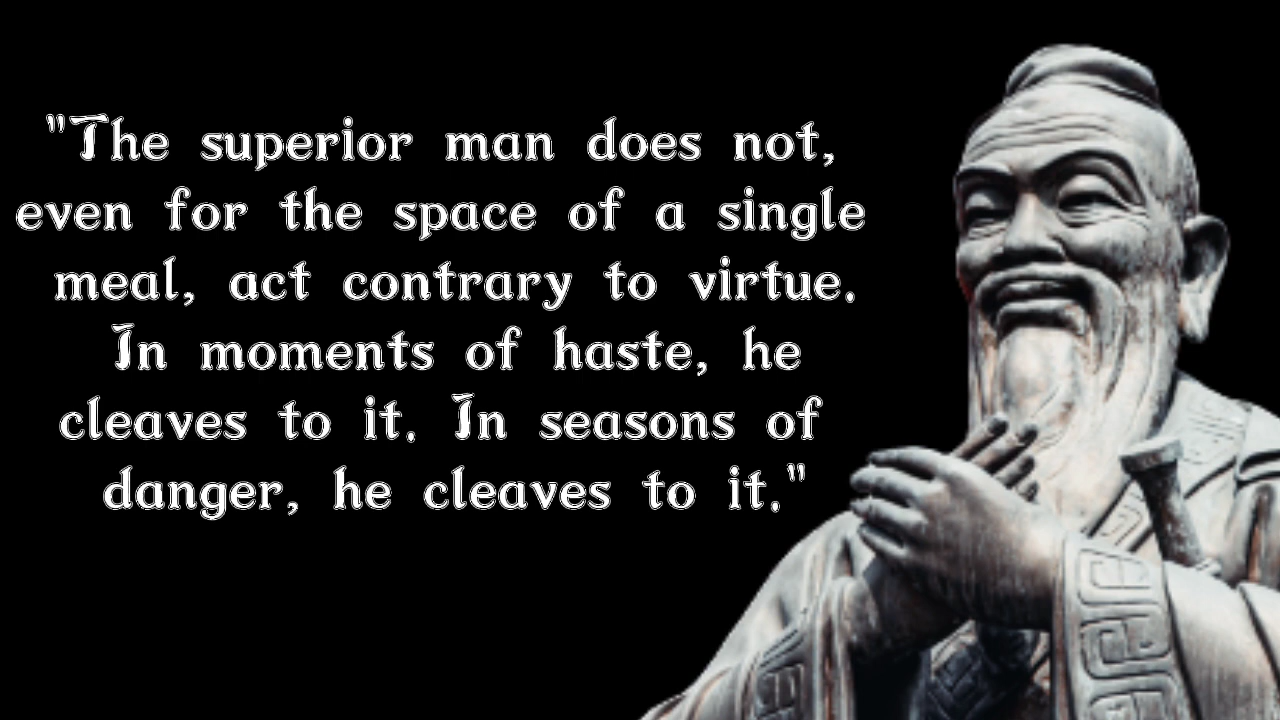 "The superior man does not,
even for the space of a single
meal, act contrary to virtue.
In moments of haste, he
cleaves to it. In seasons of
danger, he cleaves to it."